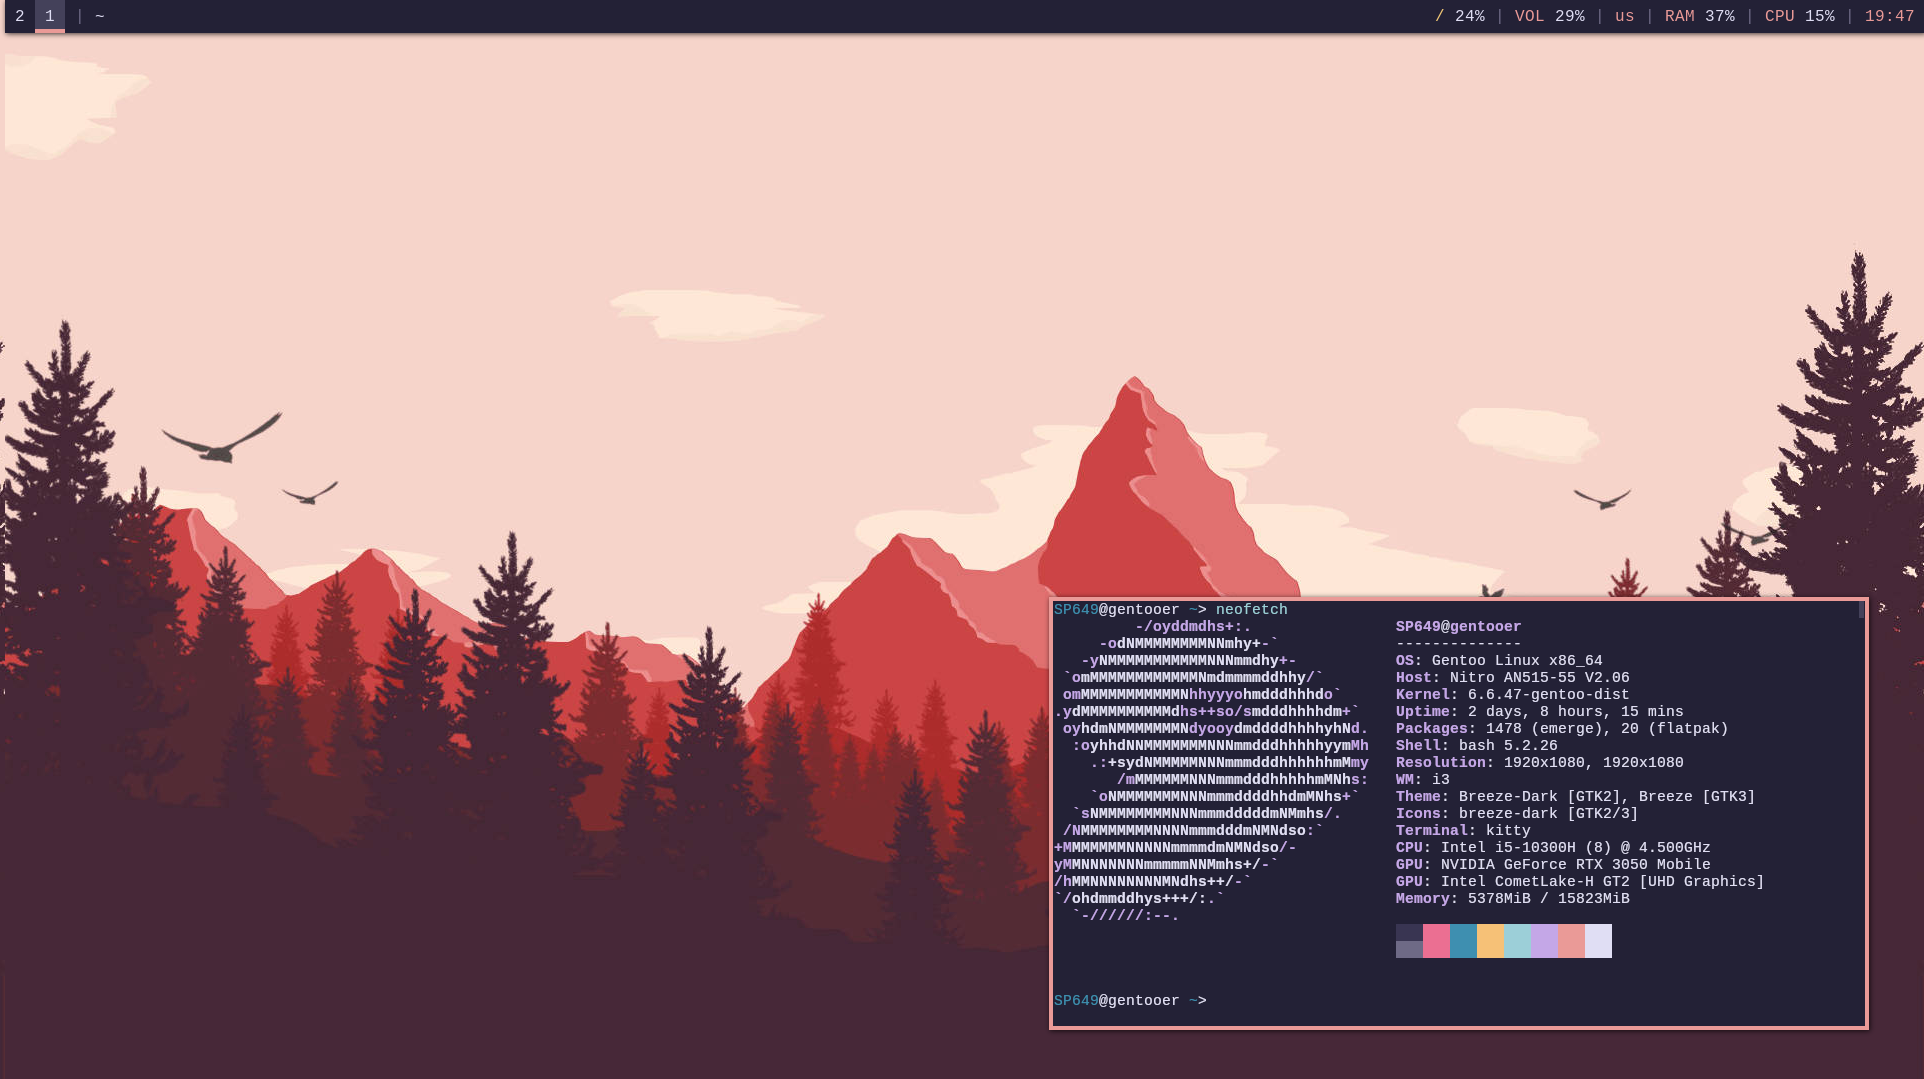 2 1 | ~ / 24% | VOL 29% | us | RAM 37% | CPU 15% | 19:47
SP649@gentooer ~> neofetch
-/oyddmdhs+:. SP649@gentooer
-odNMMMMMMMMNNmhy+-` --------------
-yNMMMMMMMMMMMNNNmmdhy+- OS: Gentoo Linux x86_64
`omMMMMMMMMMMMMNmdmmmmddhhy/` Host: Nitro AN515-55 V2.06
omMMMMMMMMMMMNhhyyyohmdddhhhdo` Kernel: 6.6.47-gentoo-dist
.ydMMMMMMMMMMdhs++so/smdddhhhhdm+` Uptime: 2 days, 8 hours, 15 mins
oyhdmNMMMMMMMNdyooydmddddhhhhyhNd. Packages: 1478 (emerge), 20 (flatpak)
:oyhhdNNMMMMMMMNNNmmdddhhhhhyymMh Shell: bash 5.2.26
.:+sydNMMMMMNNNmmmdddhhhhhhmMmy Resolution: 1920x1080, 1920x1080
/mMMMMMMNNNmmmdddhhhhhmMNhs: WM: i3
`oNMMMMMMMNNNmmmddddhhdmMNhs+` Theme: Breeze-Dark [GTK2], Breeze [GTK3]
`sNMMMMMMMMNNNmmmdddddmNMmhs/. Icons: breeze-dark [GTK2/3]
/NMMMMMMMMNNNNmmmdddmNMNdso:` Terminal: kitty
+MMMMMMMNNNNNmmmmdmNMNdso/- CPU: Intel i5-10300H (8) @ 4.500GHz
yMMNNNNNNNmmmmmNNMmhs+/-` GPU: NVIDIA GeForce RTX 3050 Mobile
/hMMNNNNNNNNMNdhs++/-` GPU: Intel CometLake-H GT2 [UHD Graphics]
`/ohdmmddhys+++/:.` Memory: 5378MiB / 15823MiB
`-//////:--.
SP649@gentooer ~>